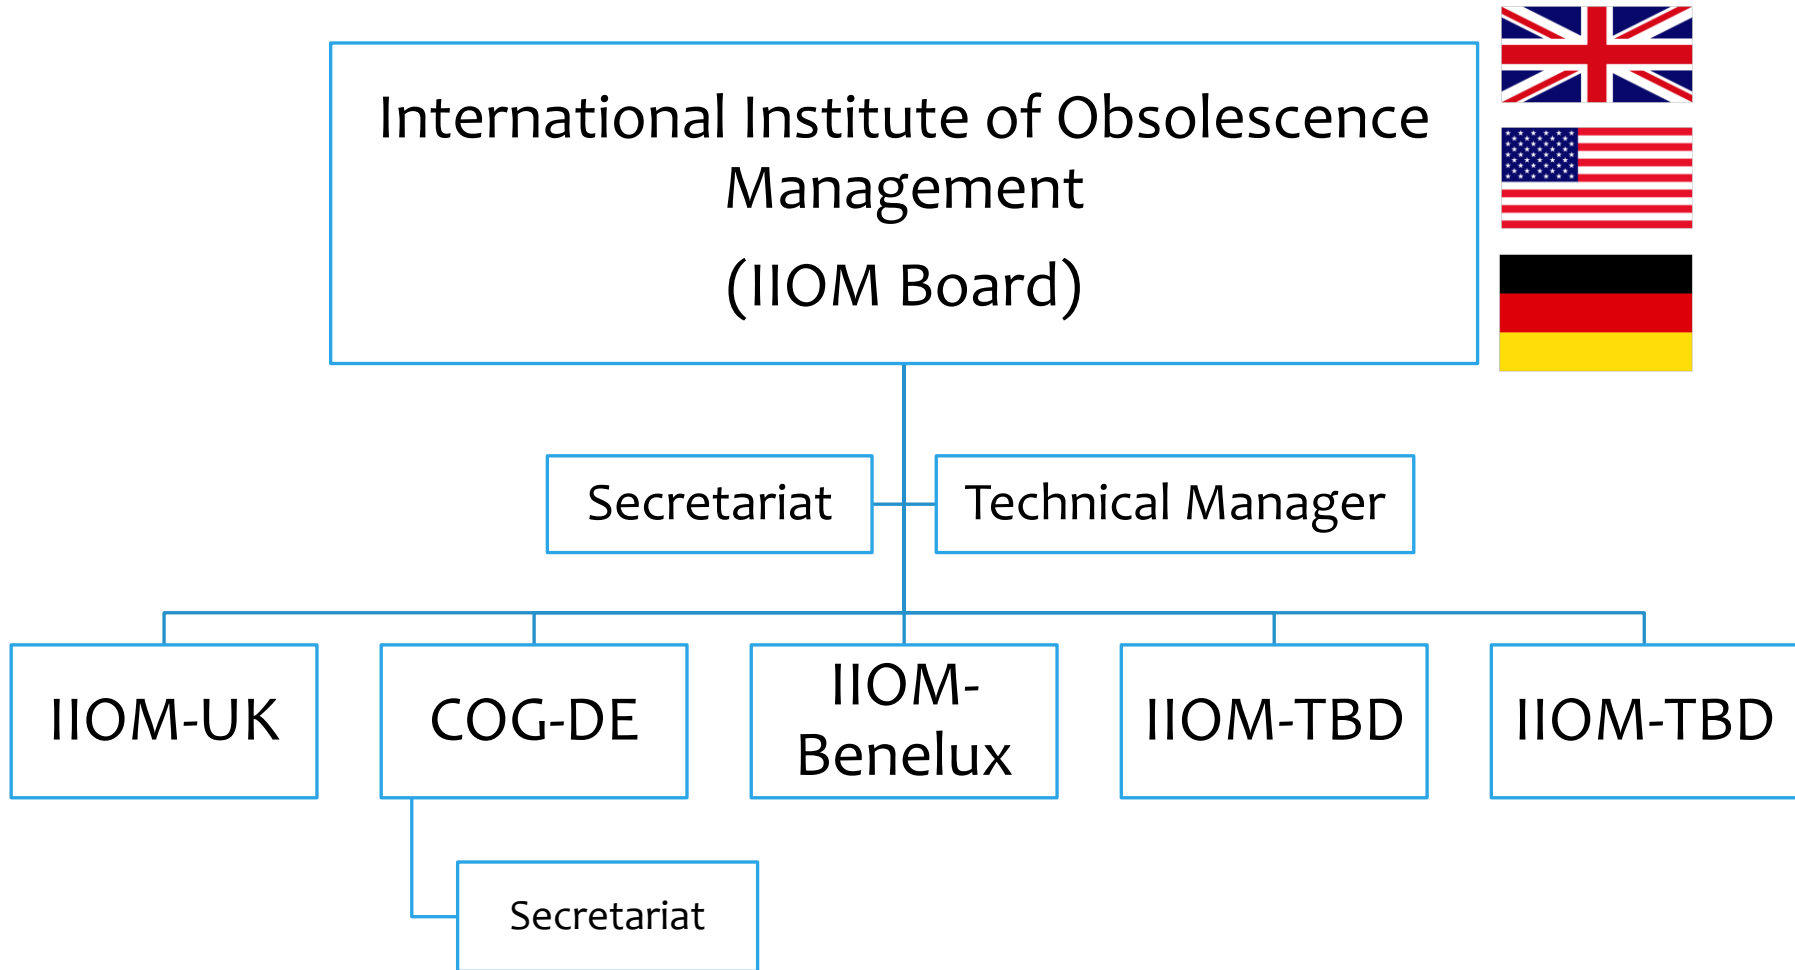 International Institute of Obsolescence
Management
(IIOM Board)
Secretariat
Technical Manager
IIOM-UK
COG-DE
IIOM-
Benelux
IIOM-TBD
IIOM-TBD
Secretariat